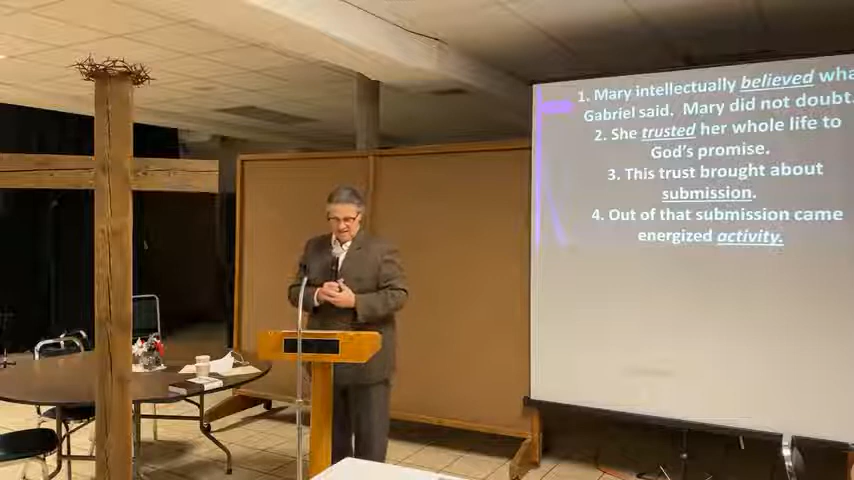 1. Mary intellectually believed wha
Gabriel said. Mary did not doubt.
2. She trusted her whole life to
God's promise.
3. This trust brought about
submission.
4. Out of that submission came
energized activity.